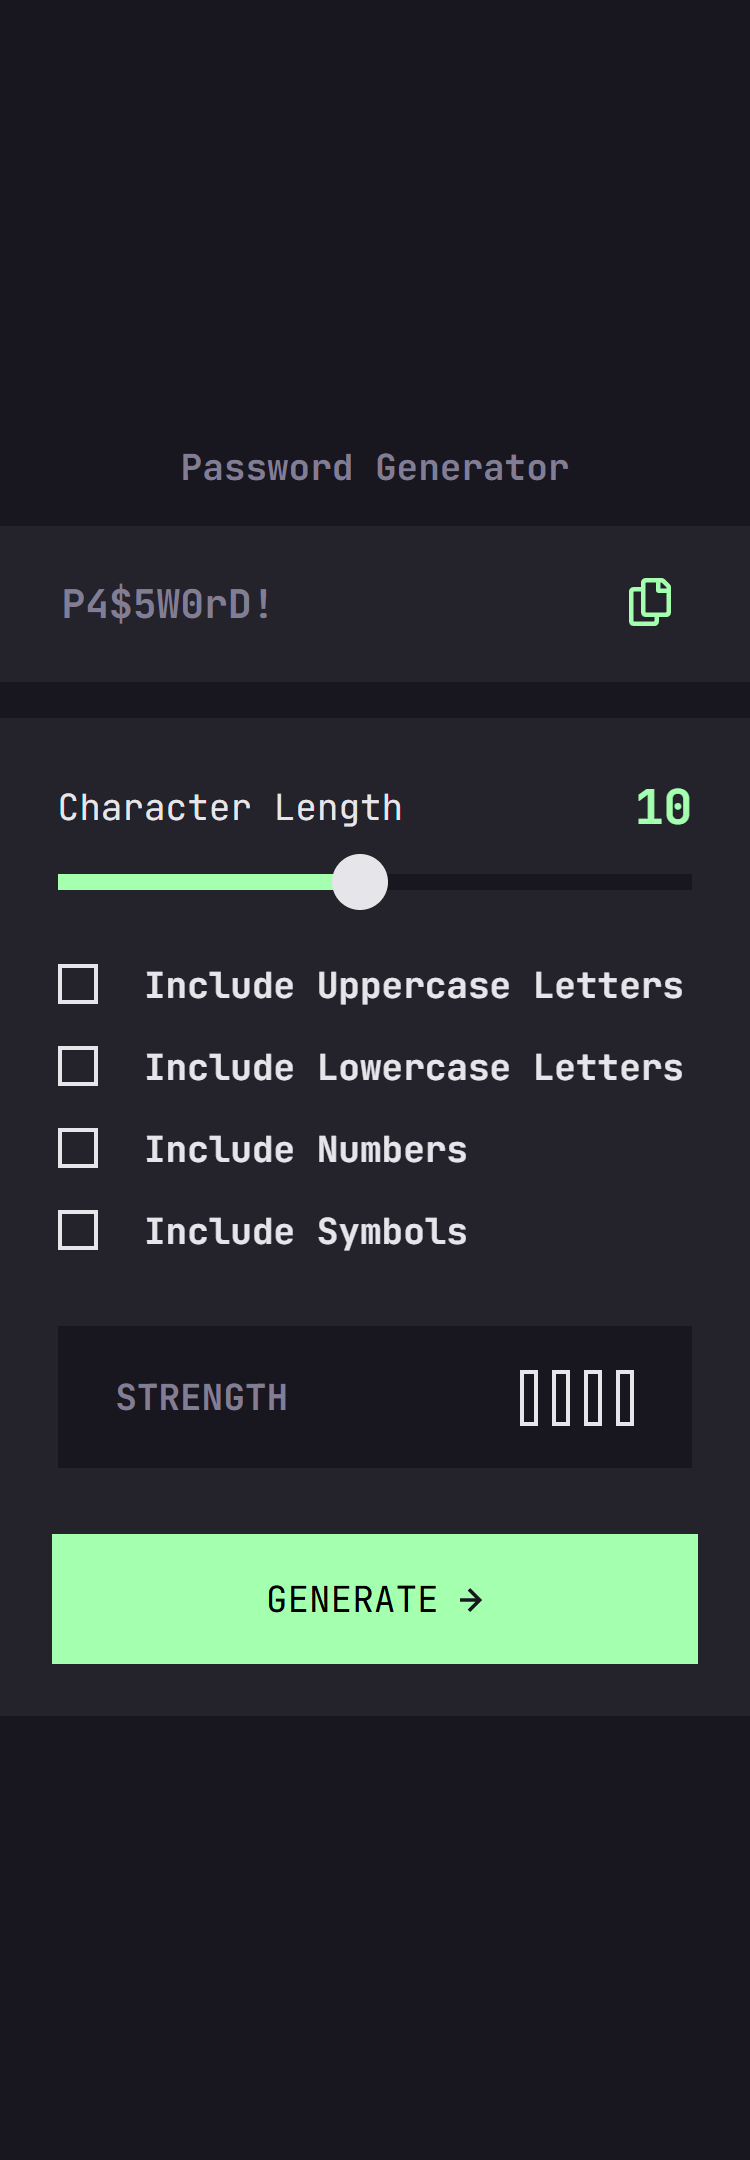 Password Generator
P4$5W0rD!
Character Length 10
Include Uppercase Letters
Include Lowercase Letters
Include Numbers
Include Symbols
STRENGTH
GENERATE →